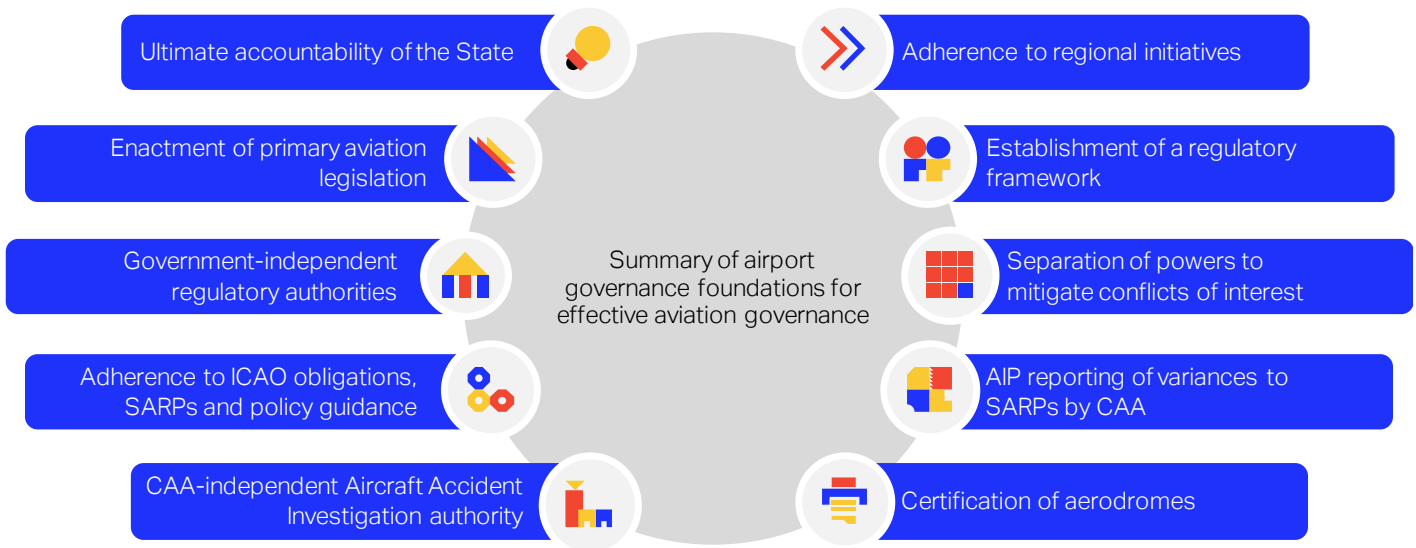 Ultimate accountability of the State
Enactment of primary aviation
legislation
Government-independent
regulatory authorities
Adherence to ICAO obligations,
SARPs and policy guidance
CAA-independent Aircraft Accident
Investigation authority
Summary of airport
governance foundations for
effective aviation governance
Adherence to regional initiatives
Establishment of a regulatory
framework
Separation of powers to
mitigate conflicts of interest
AIP reporting of variances to
SARPs by CAA
Certification of aerodromes